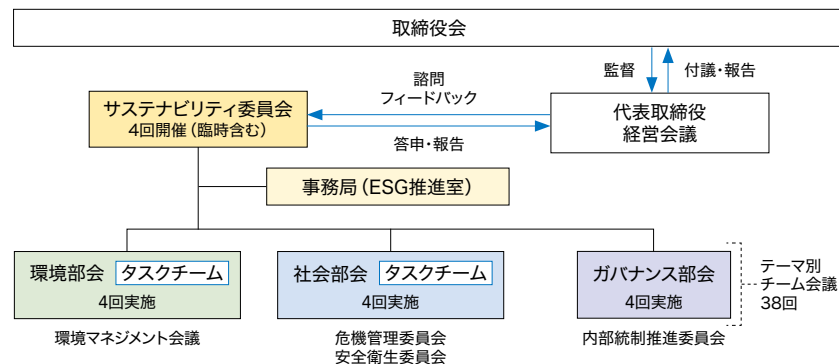 取締役会
監督
付議・報告
諮問
フィードバック
サステナビリティ委員会
4回開催（臨時含む）
代表取締役
経営会議
答申・報告
事務局（ESG推進室）
環境部会 タスクチーム
4回実施
社会部会 タスクチーム
4回実施
ガバナンス部会
4回実施
テーマ別
チーム会議
38回
環境マネジメント会議
危機管理委員会
安全衛生委員会
内部統制推進委員会